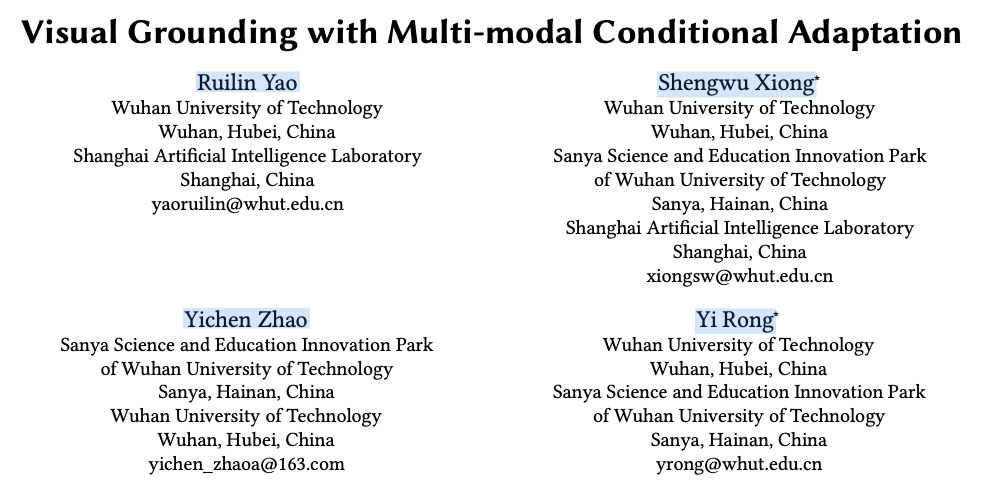 Visual Grounding with Multi-modal Conditional Adaptation
Ruilin Yao
Wuhan University of Technology
Wuhan, Hubei, China
Shanghai Artificial Intelligence Laboratory
Shanghai, China
yaoruilin@whut.edu.cn
Shengwu Xiong*
Wuhan University of Technology
Wuhan, Hubei, China
Sanya Science and Education Innovation Park
of Wuhan University of Technology
Sanya, Hainan, China
Shanghai Artificial Intelligence Laboratory
Shanghai, China
xiongsw@whut.edu.cn
Yichen Zhao
Sanya Science and Education Innovation Park
of Wuhan University of Technology
Sanya, Hainan, China
Wuhan University of Technology
Wuhan, Hubei, China
yichen_zhaoa@163.com
Yi Rong*
Wuhan University of Technology
Wuhan, Hubei, China
Sanya Science and Education Innovation Park
of Wuhan University of Technology
Sanya, Hainan, China
yrong@whut.edu.cn